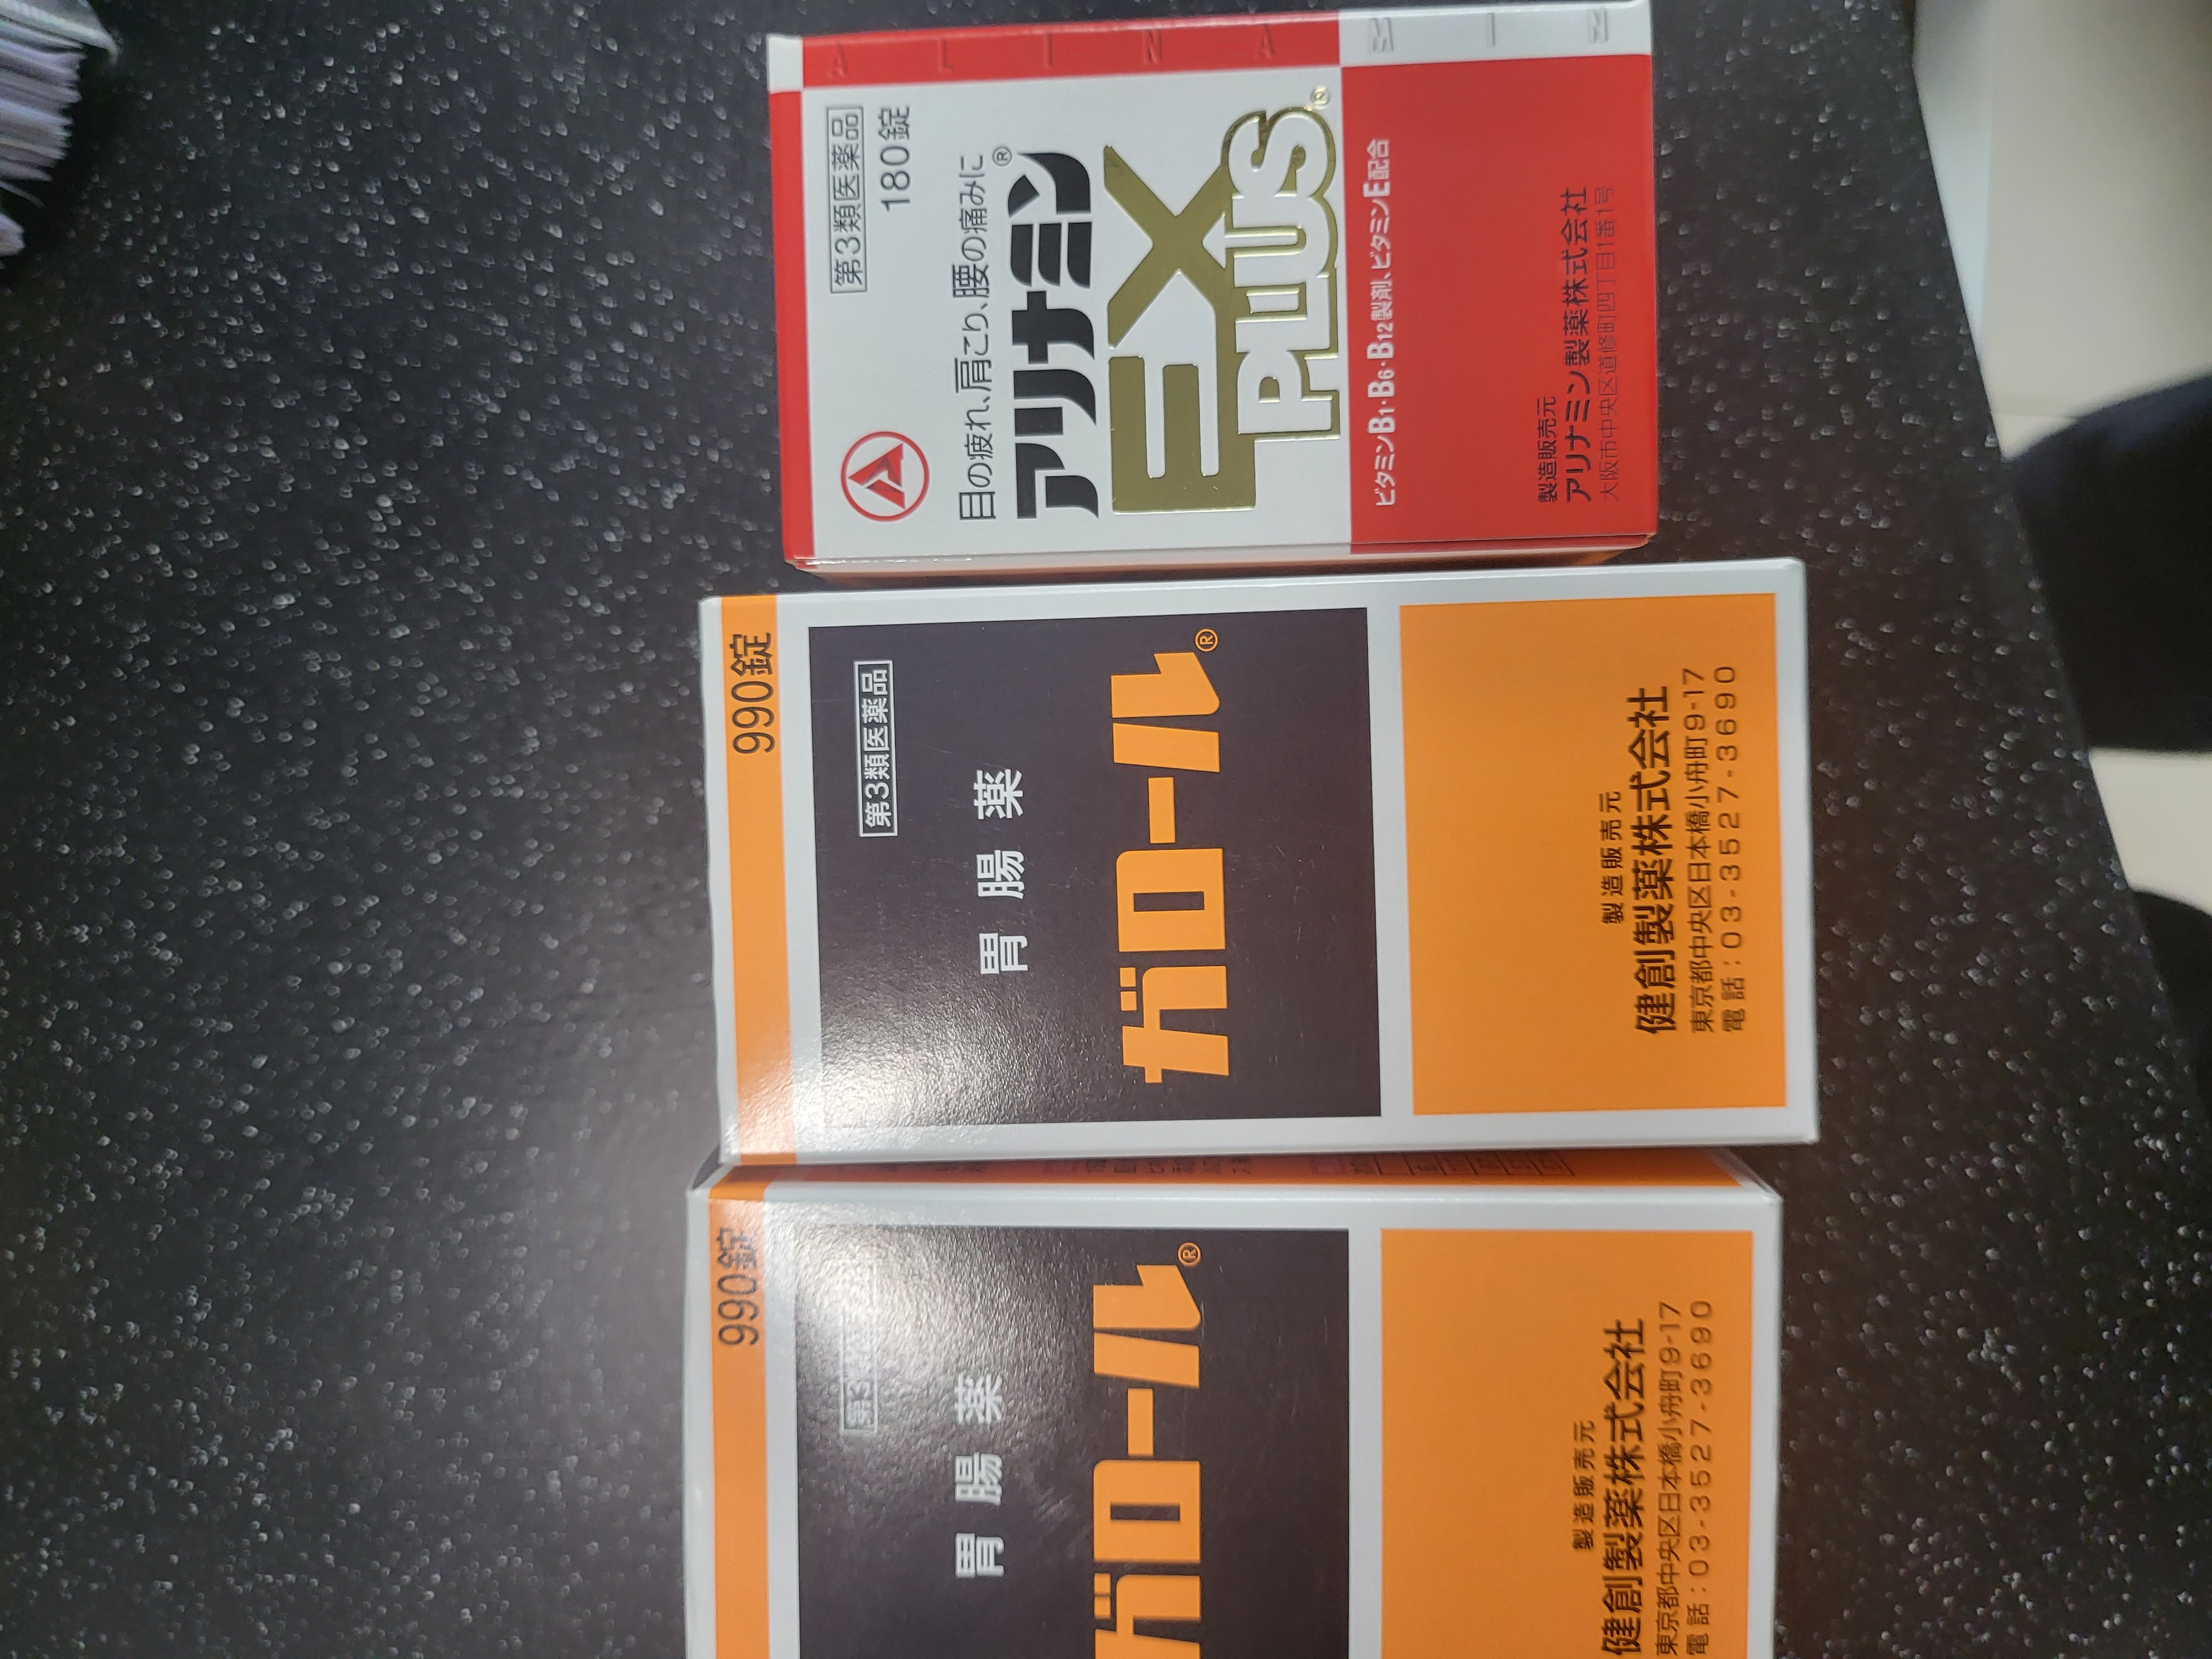 ALINAMIN
第3類医薬品
180錠
目の疲れ、肩こり、腰の痛みに
アリナミン®
EX
PLUS®
ビタミンB1・B6・B12製剤、ビタミンE配合
製造販売元
アリナミン製薬株式会社
大阪市中央区道修町四丁目1番1号
990錠
第3類医薬品
胃腸薬
ガロール®
製造販売元
健創製薬株式会社
東京都中央区日本橋小舟町9-17
電話：03-3527-3690
990錠
第3類
胃腸薬
ガロール®
製造販売元
健創製薬株式会社
東京都中央区日本橋小舟町9-17
電話：03-3527-3690